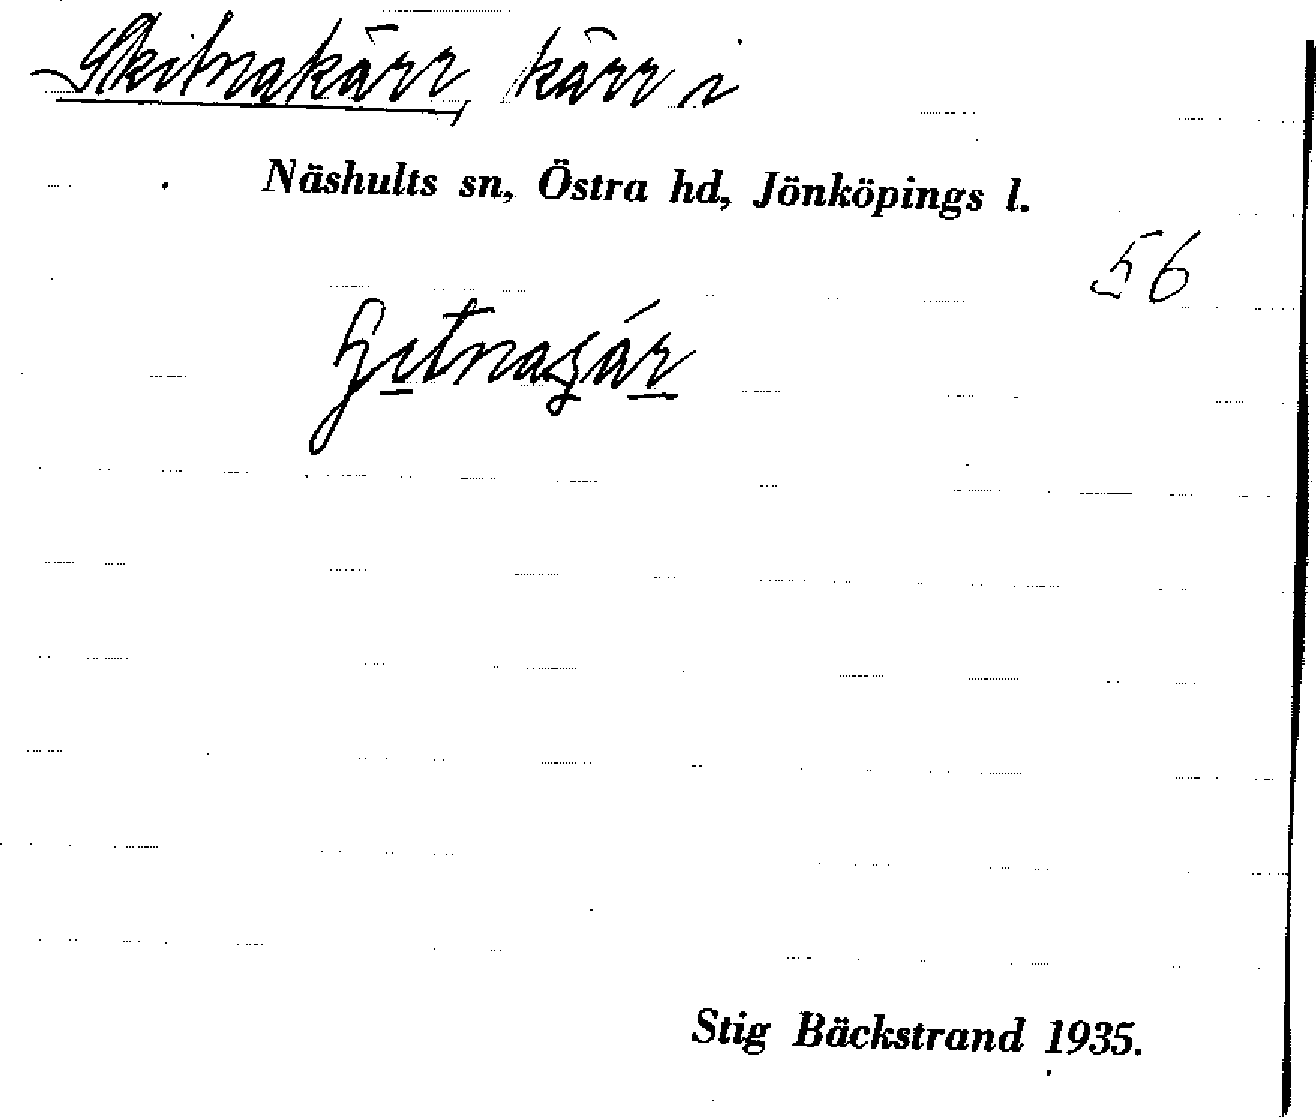 Skitnakärr, kärr i
Näshults sn, Östra hd, Jönköpings l.
56
Stig Bäckstrand 1935.